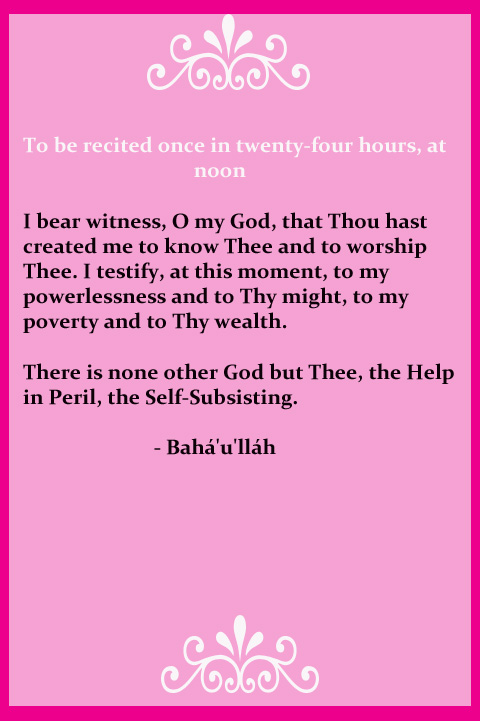 To be recited once in twenty-four hours, at
noon
I bear witness, O my God, that Thou hast
created me to know Thee and to worship
Thee. I testify, at this moment, to my
powerlessness and to Thy might, to my
poverty and to Thy wealth.
There is none other God but Thee, the Help
in Peril, the Self-Subsisting.
- Bahá'u'lláh